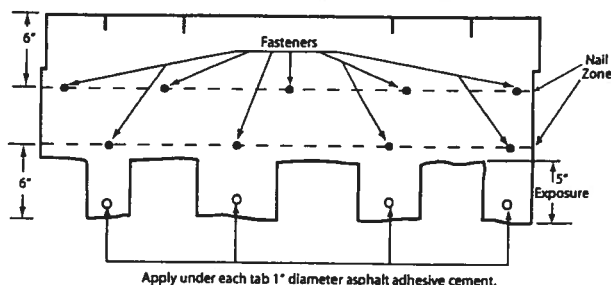 6"
Fasteners
Nail
Zone
6"
5"
Exposure
Apply under each tab 1" diameter asphalt adhesive cement.